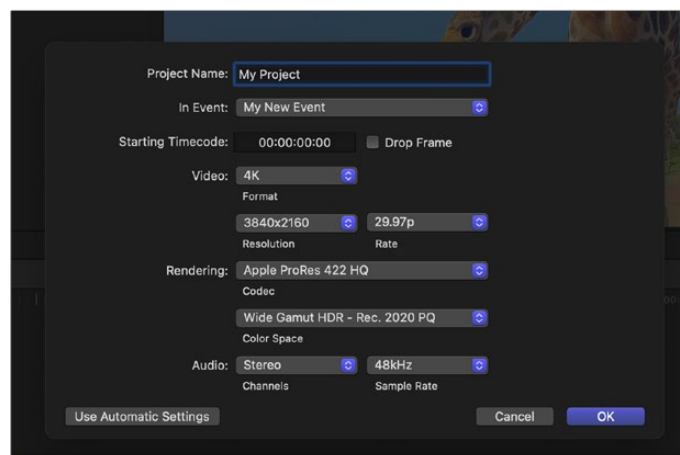 Project Name: My Project
In Event: My New Event
Starting Timecode: 00:00:00:00 Drop Frame
Video: 4K
Format
3840x2160 29.97p
Resolution Rate
Rendering: Apple ProRes 422 HQ
Codec
Wide Gamut HDR - Rec. 2020 PQ
Color Space
Audio: Stereo 48kHz
Channels Sample Rate
Use Automatic Settings Cancel OK